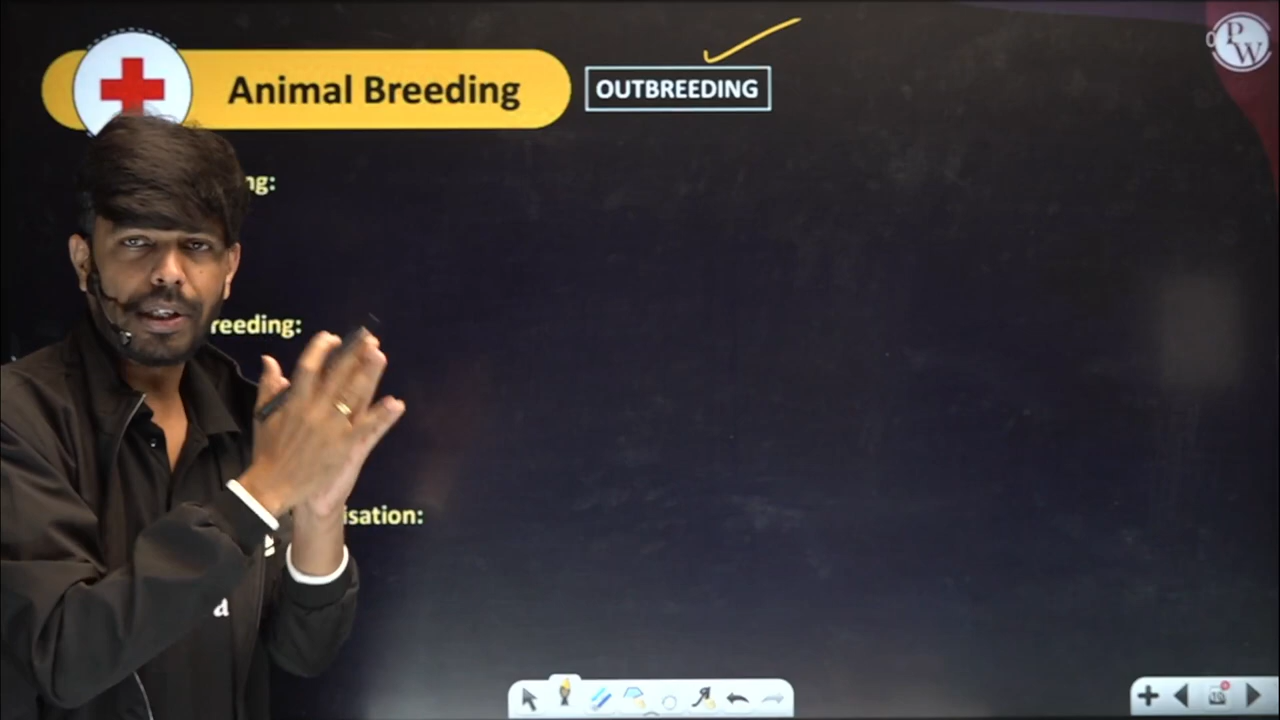 Animal Breeding
OUTBREEDING
PW
ng:
reeding:
isation:
d